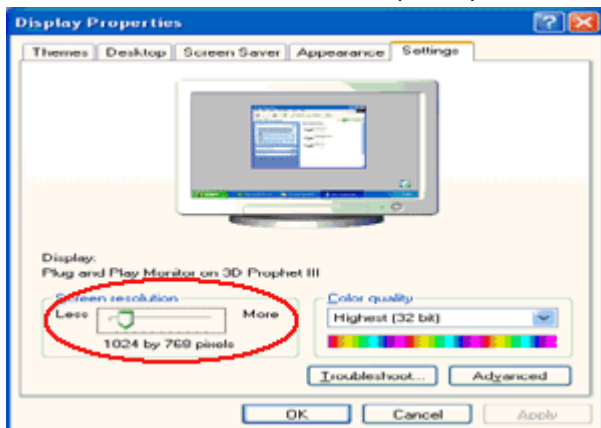 Display Properties
Themes Desktop Screen Saver Appearance Settings
Display:
Plug and Play Monitor on 3D Prophet III
Screen resolution
Less More
1024 by 768 pixels
Color quality
Highest (32 bit)
Troubleshoot... Advanced
OK Cancel Apply